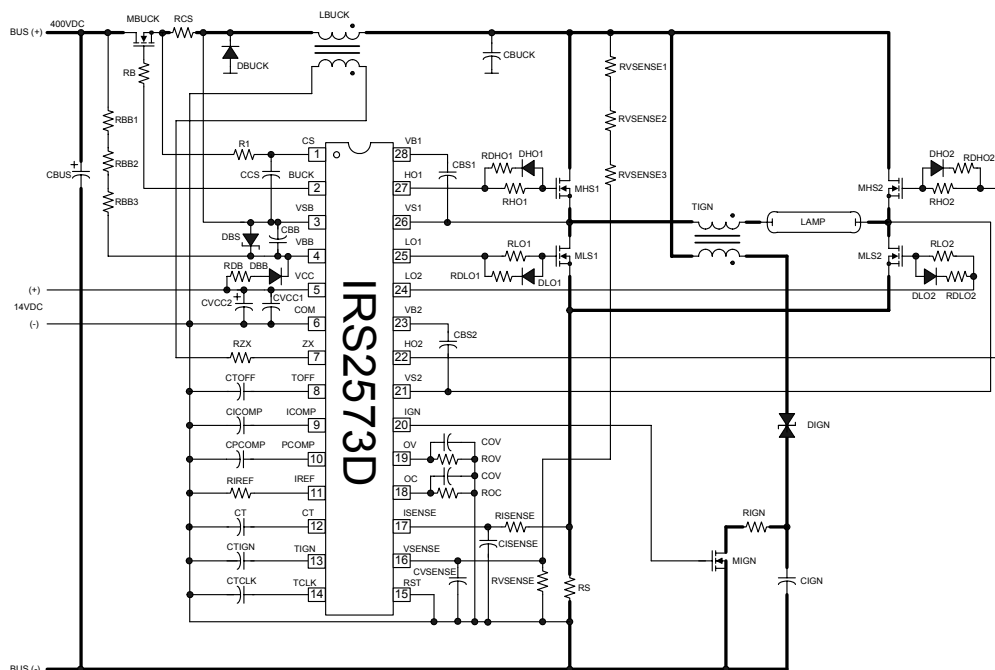 LBUCK
MBUCK
RCS
400VDC
BUS (+)
DBUCK
CBUCK
RVSENSE1
RB
RBB1
RVSENSE2
R1
CS
VB1
1
28
RBB2
CCS
CBS1
RDHO1
DHO1
DHO2
RDHO2
CBUS
+
BUCK
HO1
2
27
RVSENSE3
MHS1
MHS2
RBB3
RHO1
RHO2
VSB
VS1
TIGN
3
26
LAMP
DBS
CBB
VBB
LO1
RLO1
RLO2
4
25
MLS1
MLS2
RDB
DBB
RDLO1
DLO1
DLO2
RDLO2
VCC
LO2
(+)
5
24
14VDC
CVCC2
+
CVCC1
COM
VB2
(-)
6
23
IRS2573D
CBS2
RZX
ZX
HO2
7
22
CTOFF
TOFF
VS2
8
21
CICOMP
ICOMP
IGN
9
20
DIGN
CPCOMP
PCOMP
OV
COV
10
19
ROV
RIREF
IREF
OC
COV
11
18
ROC
CT
CT
ISENSE
RISENSE
12
17
RIGN
CISENSE
CTIGN
TIGN
VSENSE
13
16
MIGN
CVSENSE
RVSENSE
RS
CIGN
CTCLK
TCLK
RST
14
15
BUS (-)